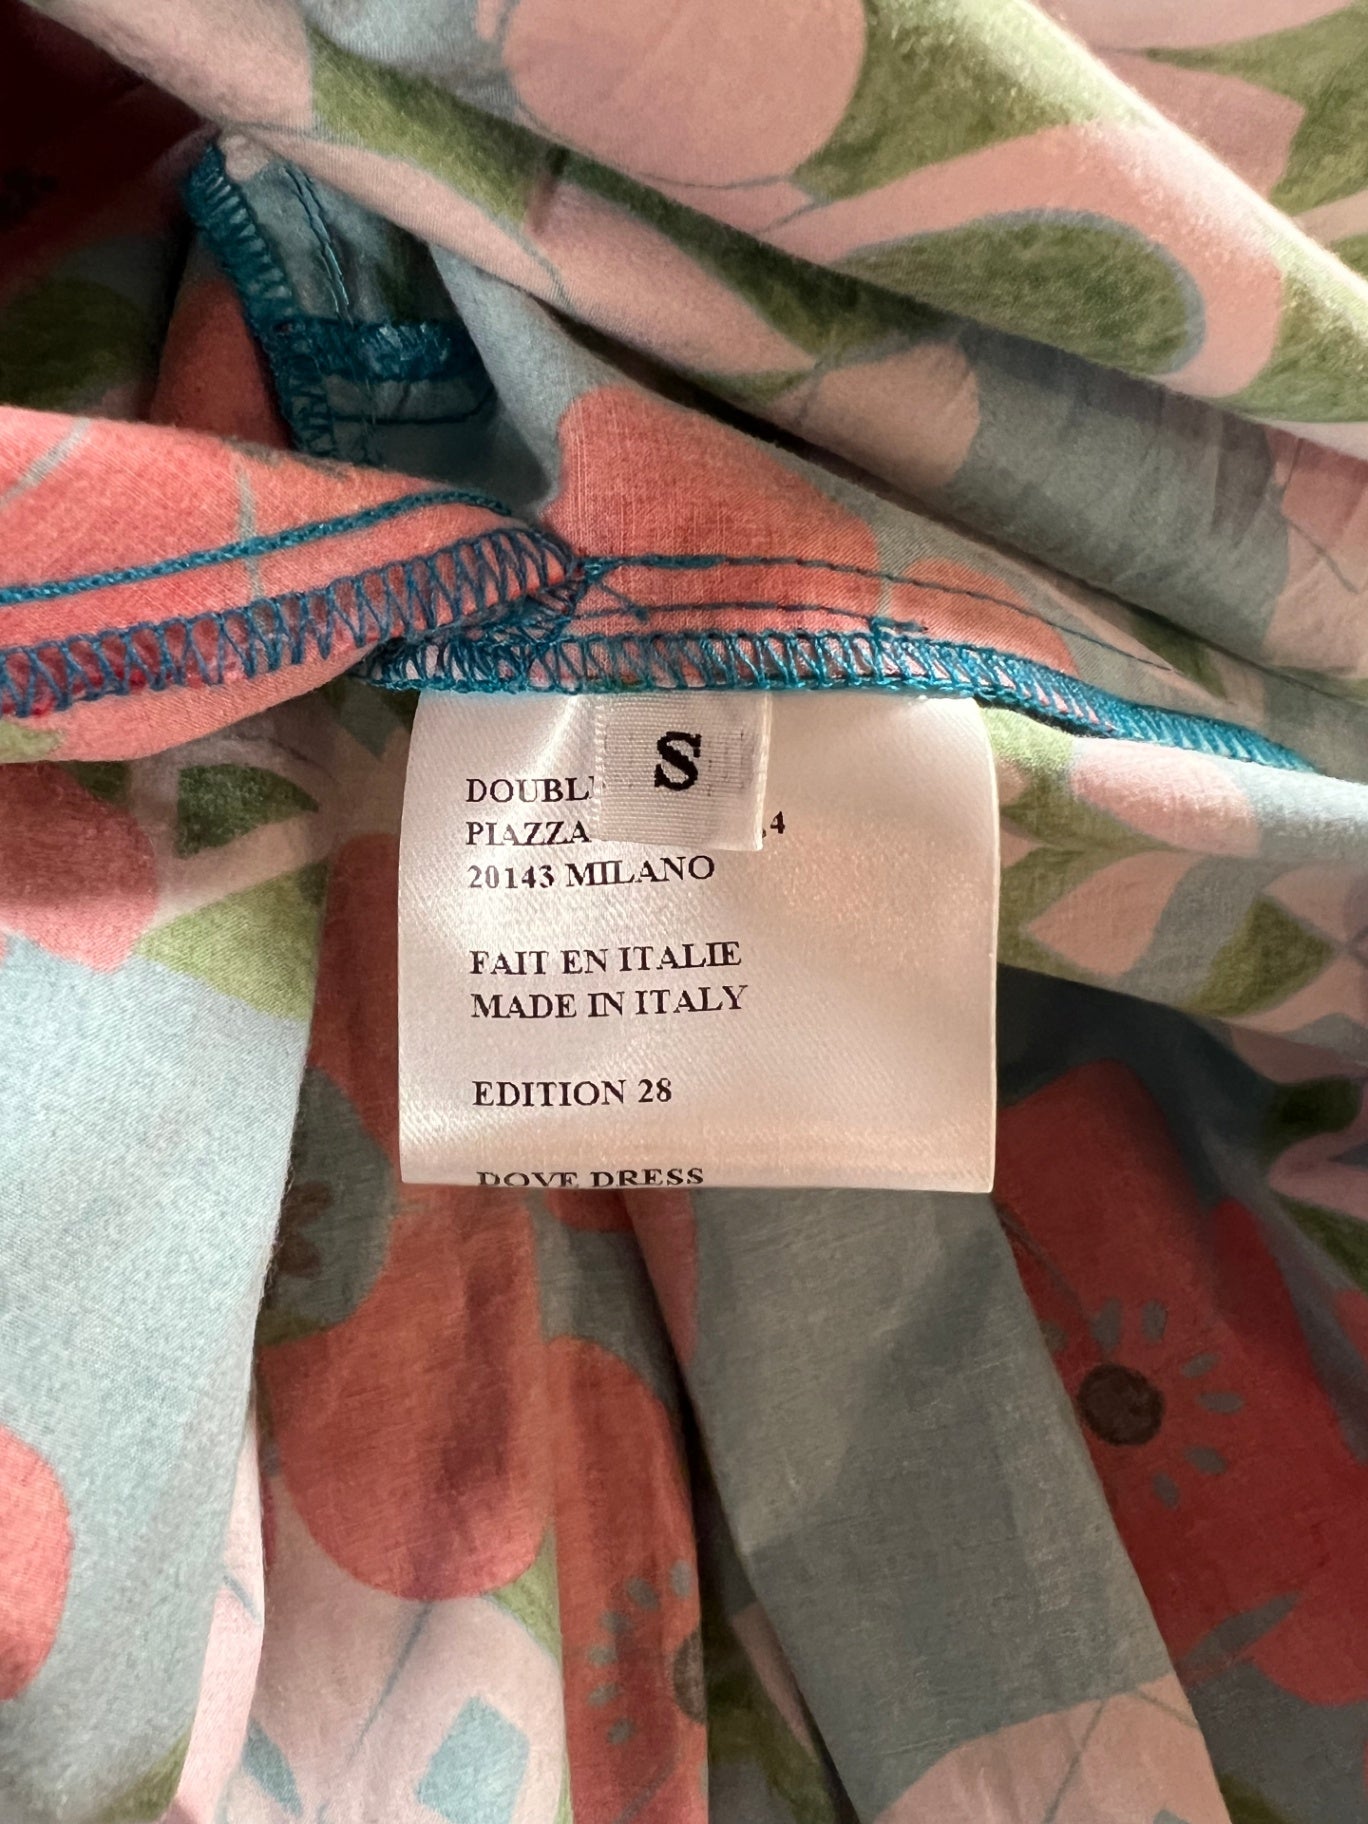 S
DOUBL
PIAZZA 4
20143 MILANO
FAIT EN ITALIE
MADE IN ITALY
EDITION 28
DOVE DRESS